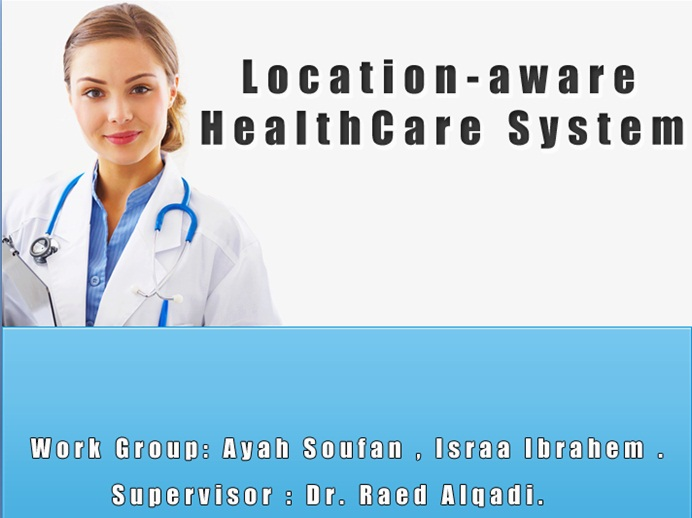 Location-aware
HealthCare System
Work Group: Ayah Soufan , Israa Ibrahem .
Supervisor : Dr. Raed Alqadi.